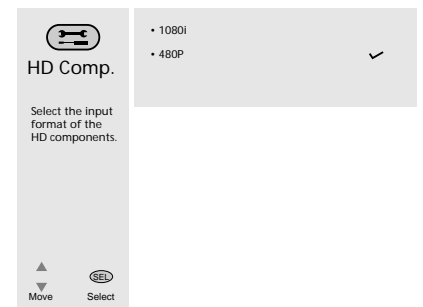 HD Comp.
Select the input
format of the
HD components.
SEL
Move Select
• 1080i
• 480P